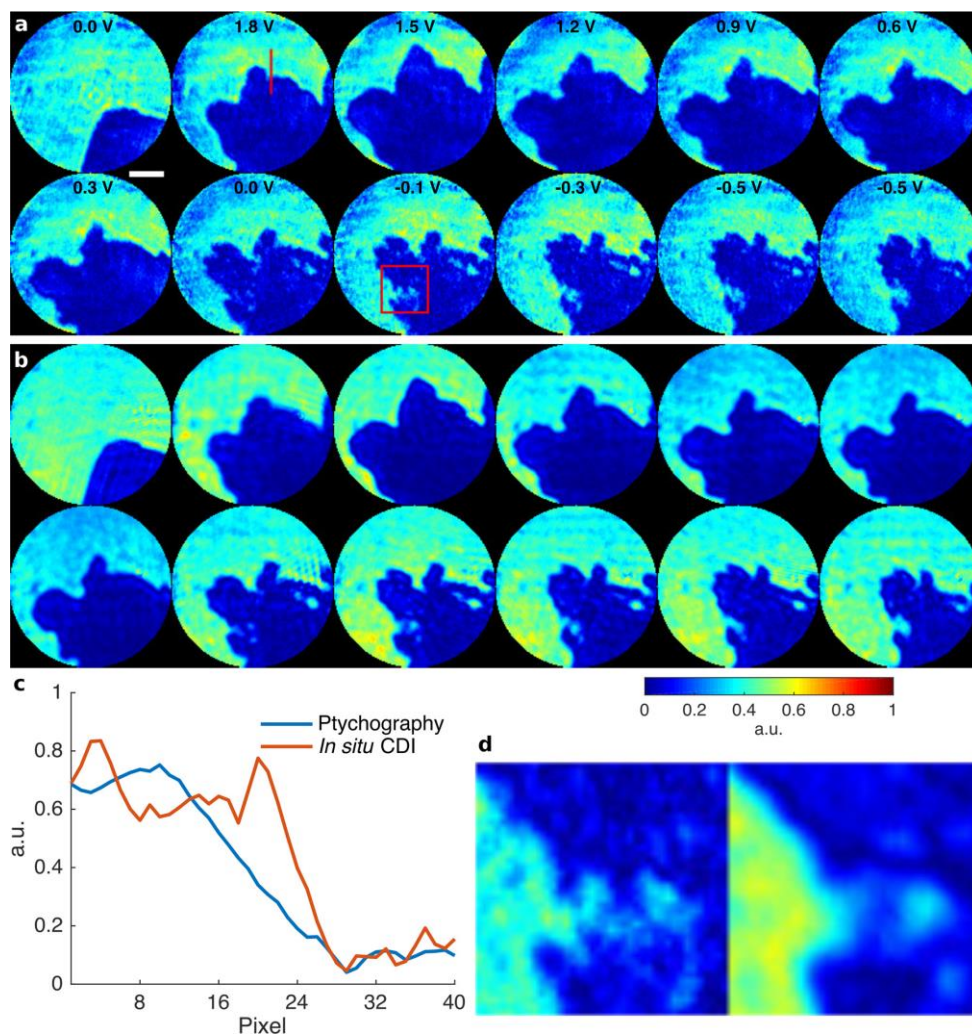 a
0.0 V 1.8 V 1.5 V 1.2 V 0.9 V 0.6 V
0.3 V 0.0 V -0.1 V -0.3 V -0.5 V -0.5 V
b
c
1
0.8
0.6
0.4
0.2
0
a.u.
8 16 24 32 40
Pixel
Ptychography
In situ CDI
0 0.2 0.4 0.6 0.8 1
a.u.
d